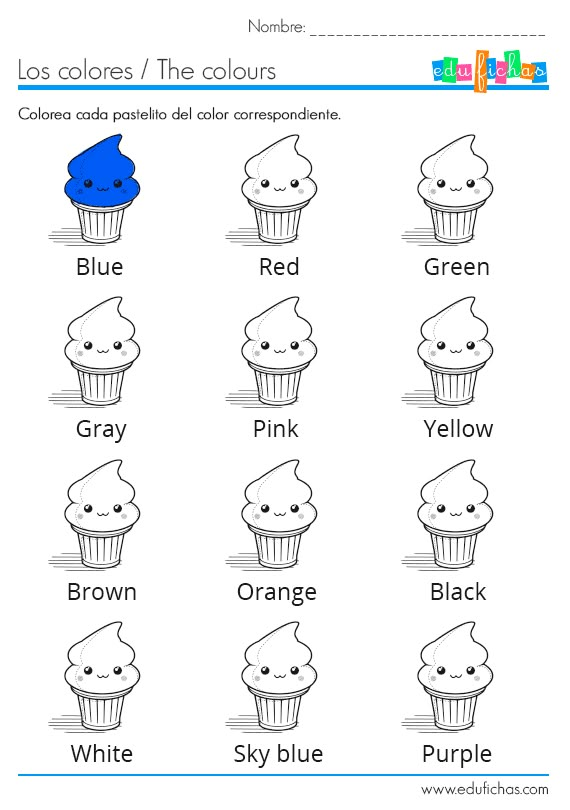 Nombre: ___________________________
Los colores / The colours
edufichas
Colorea cada pastelito del color correspondiente.
Blue
Red
Green
Gray
Pink
Yellow
Brown
Orange
Black
White
Sky blue
Purple
www.edufichas.com